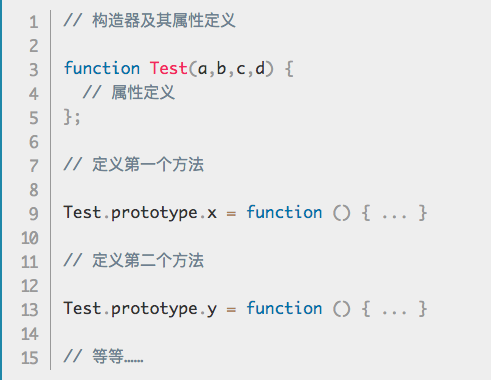 1 // 构造器及其属性定义
2
3 function Test(a,b,c,d) {
4   // 属性定义
5 };
6
7 // 定义第一个方法
8
9 Test.prototype.x = function () { ... }
10
11 // 定义第二个方法
12
13 Test.prototype.y = function () { ... }
14
15 // 等等……